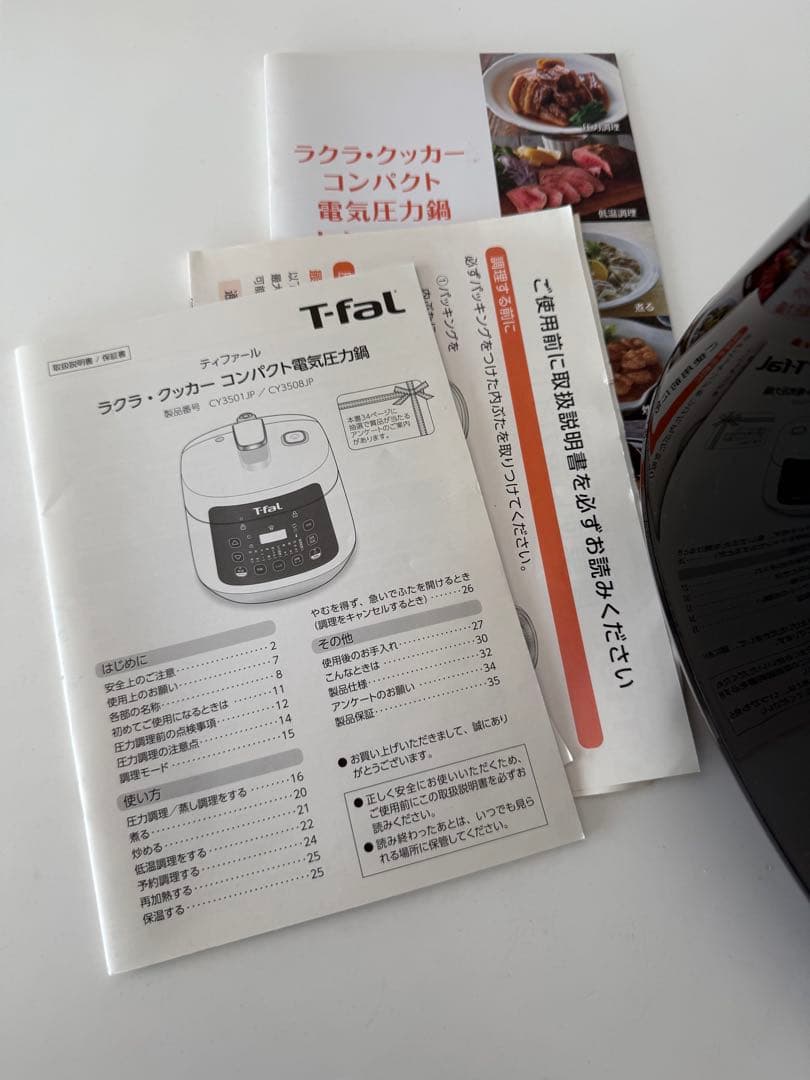 ラクラ・クッカー
コンパクト
電気圧力鍋
圧力調理
低温調理
煮る
ご使用前に取扱説明書を必ずお読みください
調理する前に
必ずパッキングをつけた内ぶたを取りつけてください。
①パッキングを
取扱説明書 / 保証書
T-fal
ティファール
ラクラ・クッカー コンパクト電気圧力鍋
製品番号 CY3501JP / CY3508JP
本書34ページに
抽選で賞品が当たる
アンケートのご案内
があります。
T-fal
はじめに
安全上のご注意 2
使用上のお願い 7
各部の名称 8
初めてご使用になるときは 11
圧力調理前の点検事項 12
圧力調理の注意点 14
調理モード 15
使い方
圧力調理／蒸し調理をする 16
煮る 20
炒める 21
低温調理をする 22
予約調理する 24
再加熱する 25
保温する 25
やむを得ず、急いでふたを開けるとき
(調理をキャンセルするとき) 26
その他
使用後のお手入れ 27
こんなときは 30
製品仕様 32
アンケートのお願い 34
製品保証 35
●お買い上げいただきまして、誠にあり
がとうございます。
●正しく安全にお使いいただくため、
ご使用前にこの取扱説明書を必ずお
読みください。
●読み終わったあとは、いつでも見ら
れる場所に保管してください。